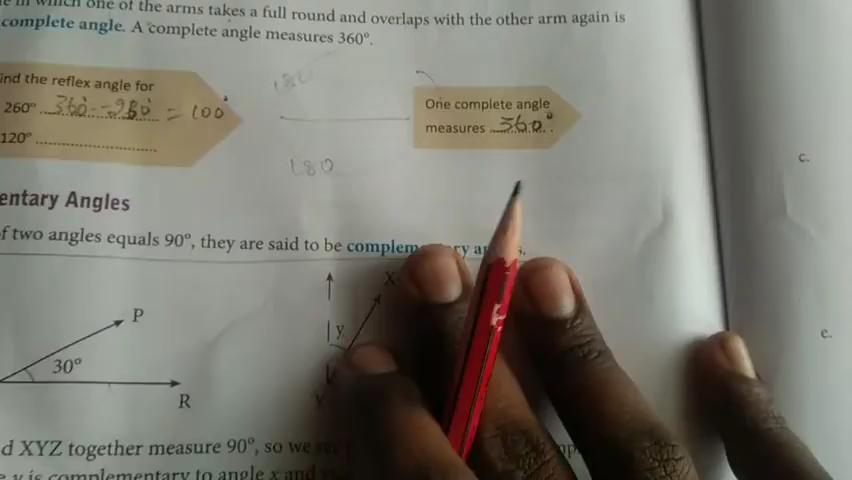 in which one of the arms takes a full round and overlaps with the other arm again is
complete angle. A complete angle measures 360°.
ind the reflex angle for
260° 360° - 260° = 100°
120°
180
One complete angle
measures 360°
180
entary Angles
f two angles equals 90°, they are said to be
X
y
P
30°
R
Y
d XYZ together measure 90°, so we
y is complementary to angle x and
c.
e.